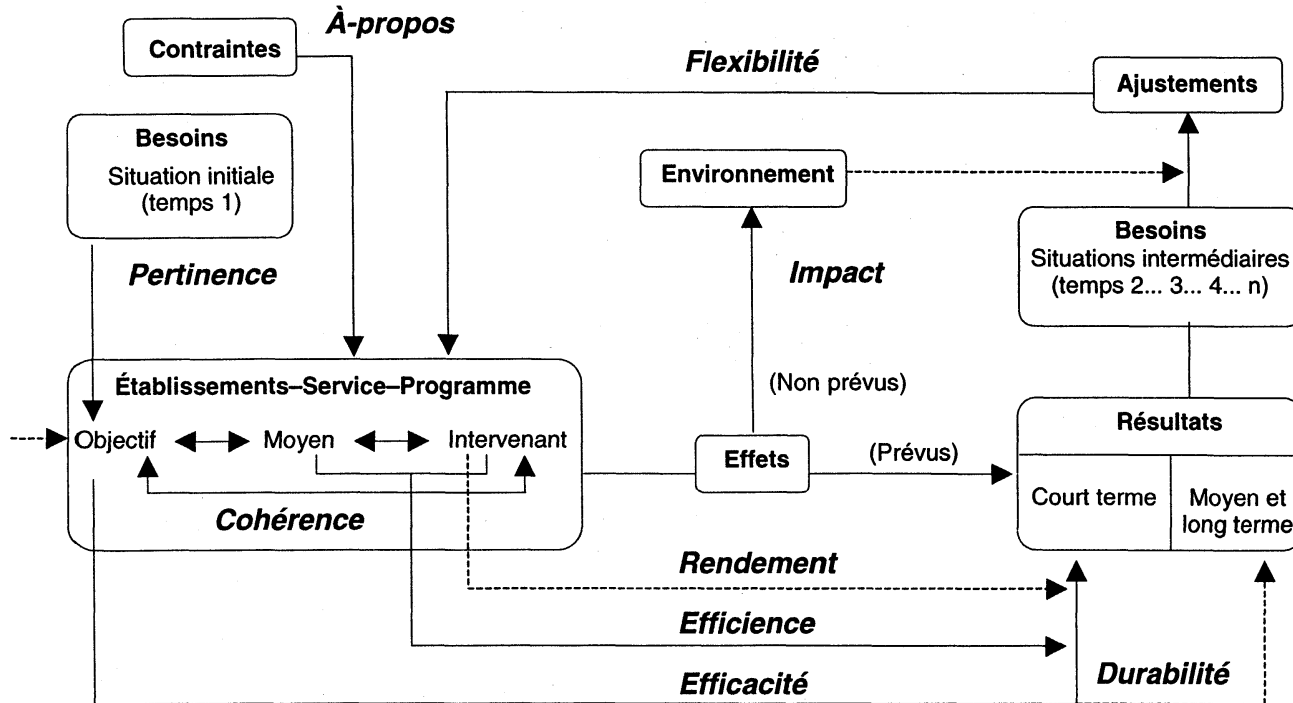 À-propos
Contraintes
Flexibilité
Ajustements
Besoins
Situation initiale
(temps 1)
Environnement
Pertinence
Impact
Besoins
Situations intermédiaires
(temps 2... 3... 4... n)
Établissements–Service–Programme
(Non prévus)
Objectif
Moyen
Intervenant
Effets
(Prévus)
Résultats
Court terme
Moyen et
long terme
Cohérence
Rendement
Efficience
Efficacité
Durabilité